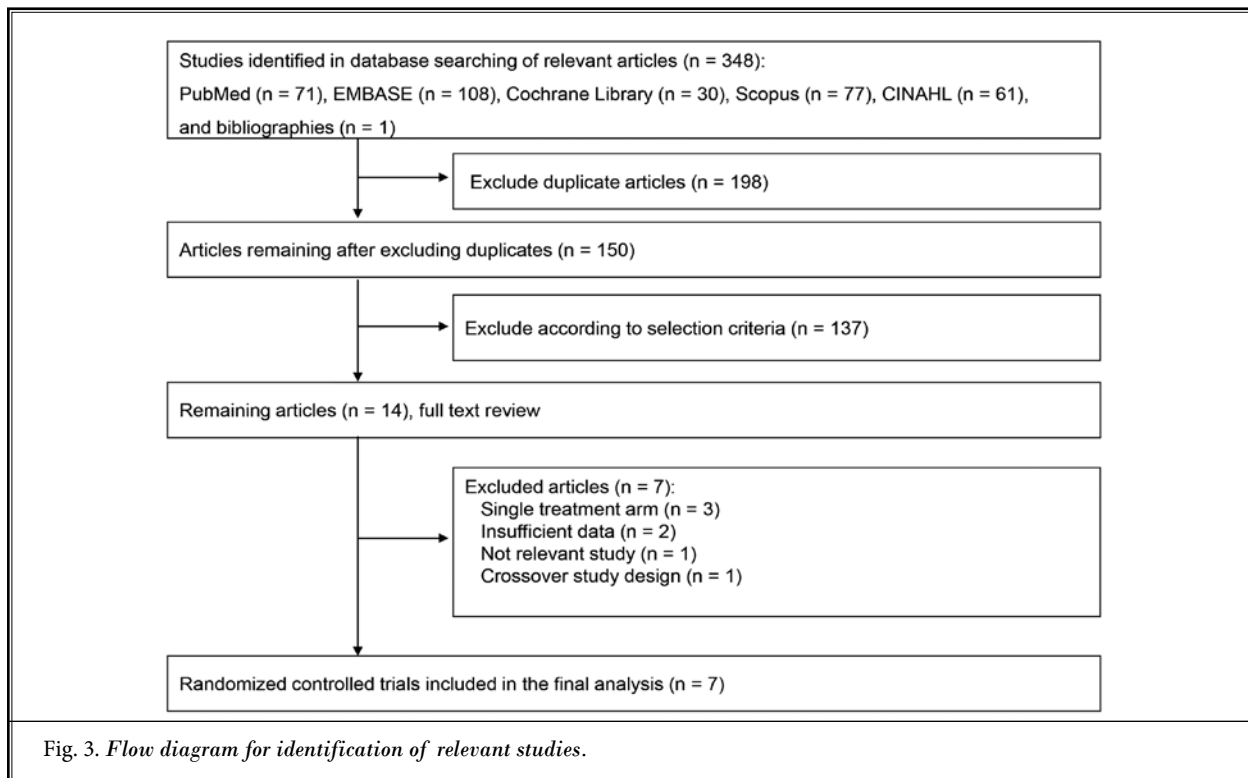 Studies identified in database searching of relevant articles (n = 348):
PubMed (n = 71), EMBASE (n = 108), Cochrane Library (n = 30), Scopus (n = 77), CINAHL (n = 61),
and bibliographies (n = 1)
Exclude duplicate articles (n = 198)
Articles remaining after excluding duplicates (n = 150)
Exclude according to selection criteria (n = 137)
Remaining articles (n = 14), full text review
Excluded articles (n = 7):
Single treatment arm (n = 3)
Insufficient data (n = 2)
Not relevant study (n = 1)
Crossover study design (n = 1)
Randomized controlled trials included in the final analysis (n = 7)
Fig. 3. Flow diagram for identification of relevant studies.